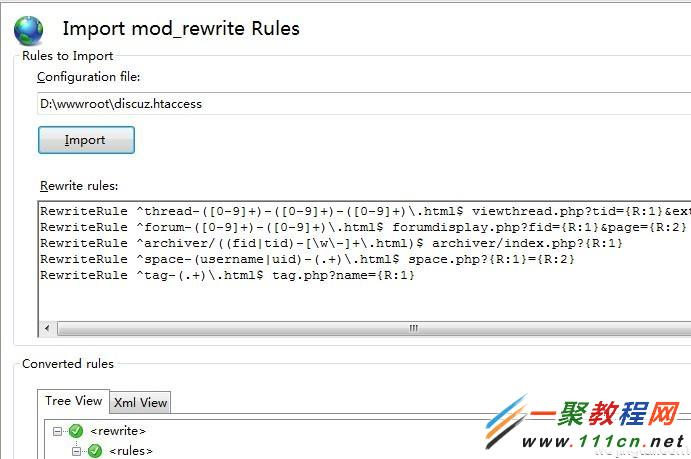 Import mod_rewrite Rules
Rules to Import
Configuration file:
D:\wwwroot\discuz.htaccess
Import
Rewrite rules:
RewriteRule ^thread-([0-9]+)-([0-9]+)-([0-9]+)\.html$ viewthread.php?tid={R:1}&ext
RewriteRule ^forum-([0-9]+)-([0-9]+)\.html$ forumdisplay.php?fid={R:1}&page={R:2}
RewriteRule ^archiver/((fid|tid)-[\w\-]+\.html)$ archiver/index.php?{R:1}
RewriteRule ^space-(username|uid)-(.+)\.html$ space.php?{R:1}={R:2}
RewriteRule ^tag-(.+)\.html$ tag.php?name={R:1}
Converted rules
Tree View
Xml View
<rewrite>
<rules>
一聚教程网
www.111cn.net